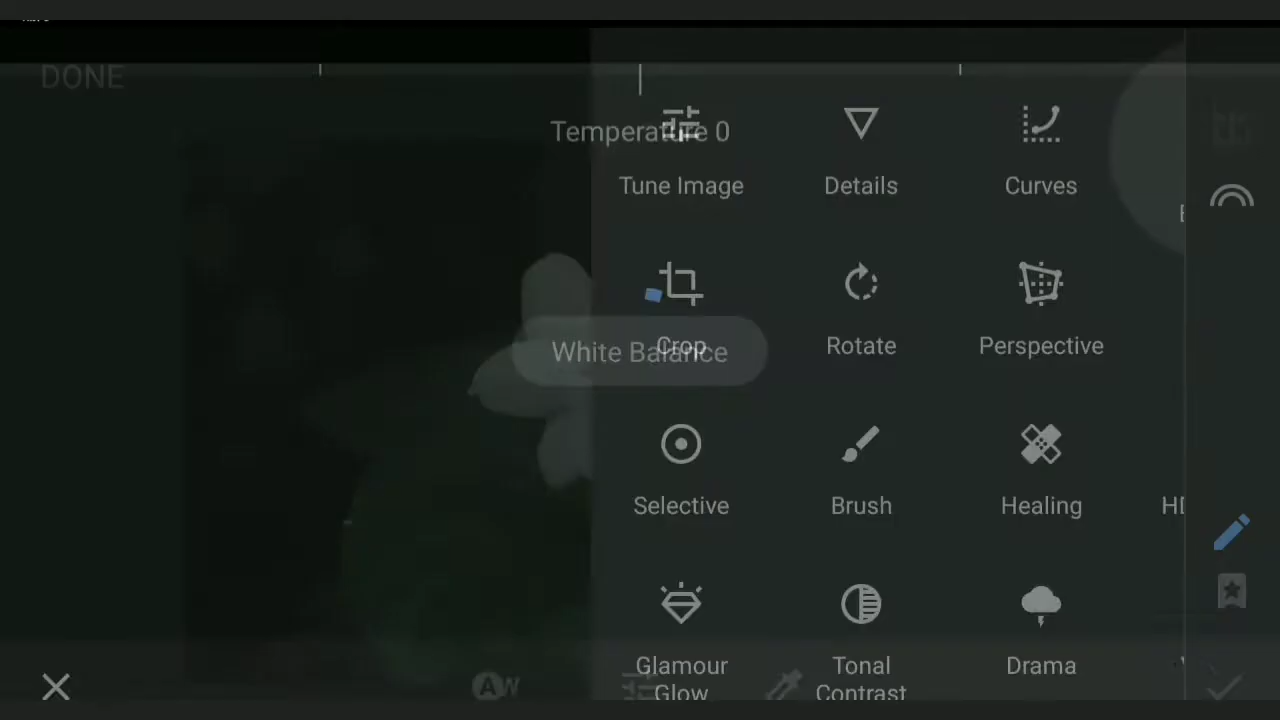 DONE
Temperature 0
Tune Image
Details
Curves
White Balance
Crop
Rotate
Perspective
Selective
Brush
Healing
Glamour
Glow
Tonal
Contrast
Drama
AW